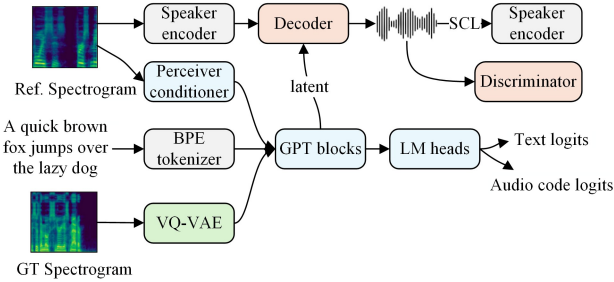 Speaker
encoder
Decoder
SCL
Speaker
encoder
Ref. Spectrogram
Perceiver
conditioner
latent
Discriminator
A quick brown
fox jumps over
the lazy dog
BPE
tokenizer
GPT blocks
LM heads
Text logits
Audio code logits
VQ-VAE
GT Spectrogram